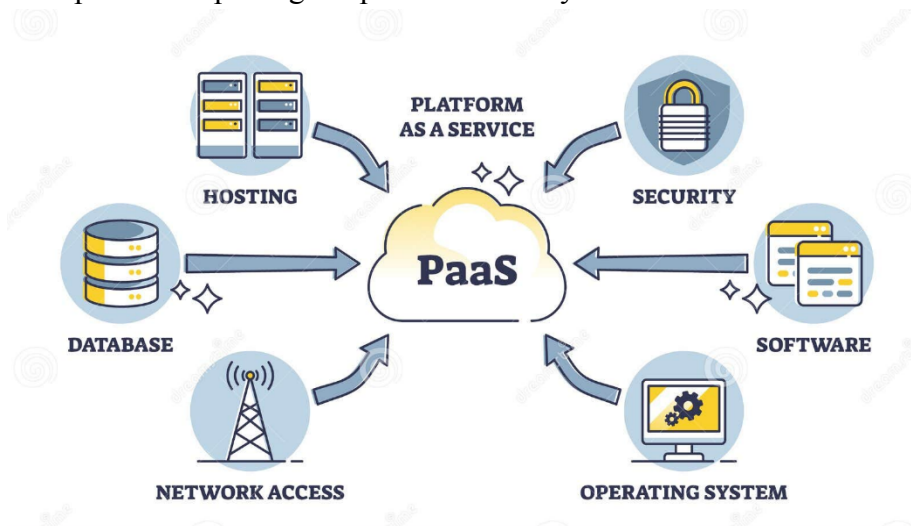 PLATFORM
AS A SERVICE
HOSTING
SECURITY
PaaS
DATABASE
SOFTWARE
NETWORK ACCESS
OPERATING SYSTEM